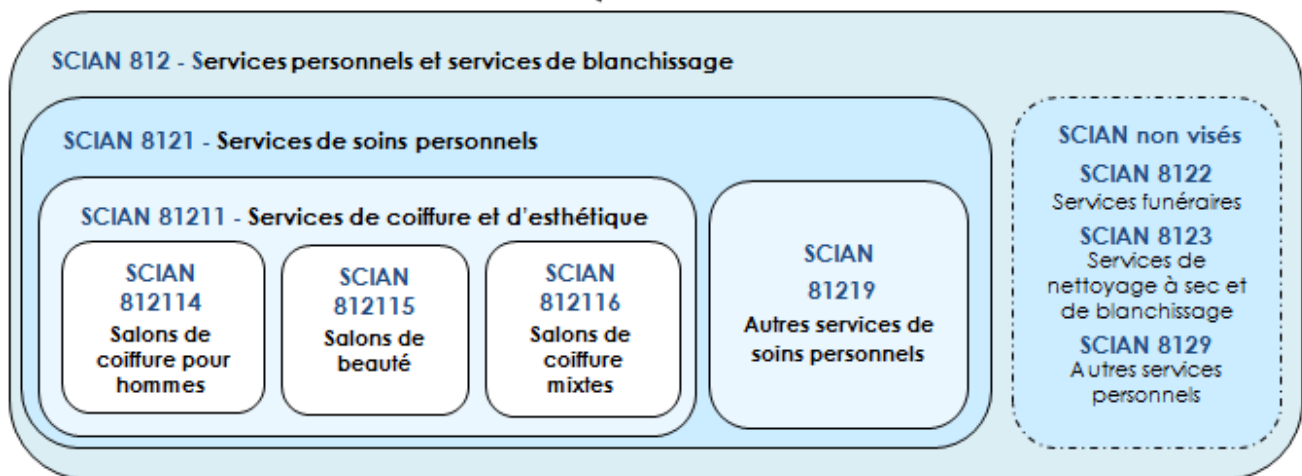 SCIAN 812 - Services personnels et services de blanchissage
SCIAN 8121 - Services de soins personnels
SCIAN 81211 - Services de coiffure et d'esthétique
SCIAN
812114
Salons de
coiffure pour
hommes
SCIAN
812115
Salons de
beauté
SCIAN
812116
Salons de
coiffure
mixtes
SCIAN
81219
Autres services de
soins personnels
SCIAN non visés
SCIAN 8122
Services funéraires
SCIAN 8123
Services de
nettoyage à sec et
de blanchissage
SCIAN 8129
Autres services
personnels